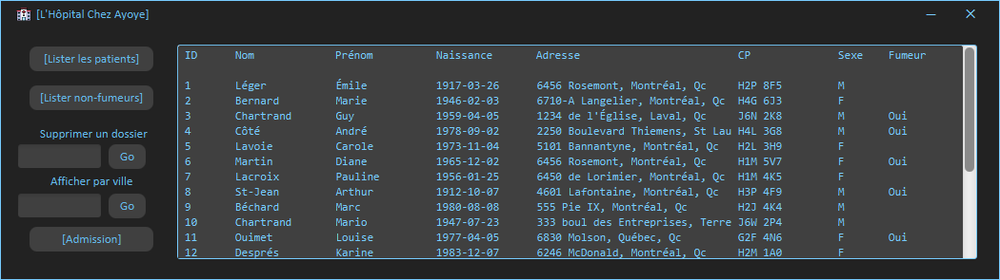 [L'Hôpital Chez Ayoye]
[Lister les patients]
[Lister non-fumeurs]
Supprimer un dossier
Go
Afficher par ville
Go
[Admission]
ID Nom Prénom Naissance Adresse CP Sexe Fumeur
1 Léger Émile 1917-03-26 6456 Rosemont, Montréal, Qc H2P 8F5 M
2 Bernard Marie 1946-02-03 6710-A Langelier, Montréal, Qc H4G 6J3 F
3 Chartrand Guy 1959-04-05 1234 de l'Église, Laval, Qc J6N 2K8 M Oui
4 Côté André 1978-09-02 2250 Boulevard Thiemens, St Lau H4L 3G8 M Oui
5 Lavoie Carole 1973-11-04 5101 Bannantyne, Montréal, Qc H2L 3H9 F
6 Martin Diane 1965-12-02 6456 Rosemont, Montréal, Qc H1M 5V7 F Oui
7 Lacroix Pauline 1956-01-25 6450 de Lorimier, Montréal, Qc H1M 4K5 F
8 St-Jean Arthur 1912-10-07 4601 Lafontaine, Montréal, Qc H3P 4F9 M Oui
9 Béchard Marc 1980-08-08 555 Pie IX, Montréal, Qc H2J 4K4 M
10 Chartrand Mario 1947-07-23 333 boul des Entreprises, Terre J6W 2P4 M
11 Ouimet Louise 1977-04-05 6830 Molson, Québec, Qc G2F 4N6 F Oui
12 Després Karine 1983-12-07 6246 McDonald, Montréal, Qc H2M 1A0 F